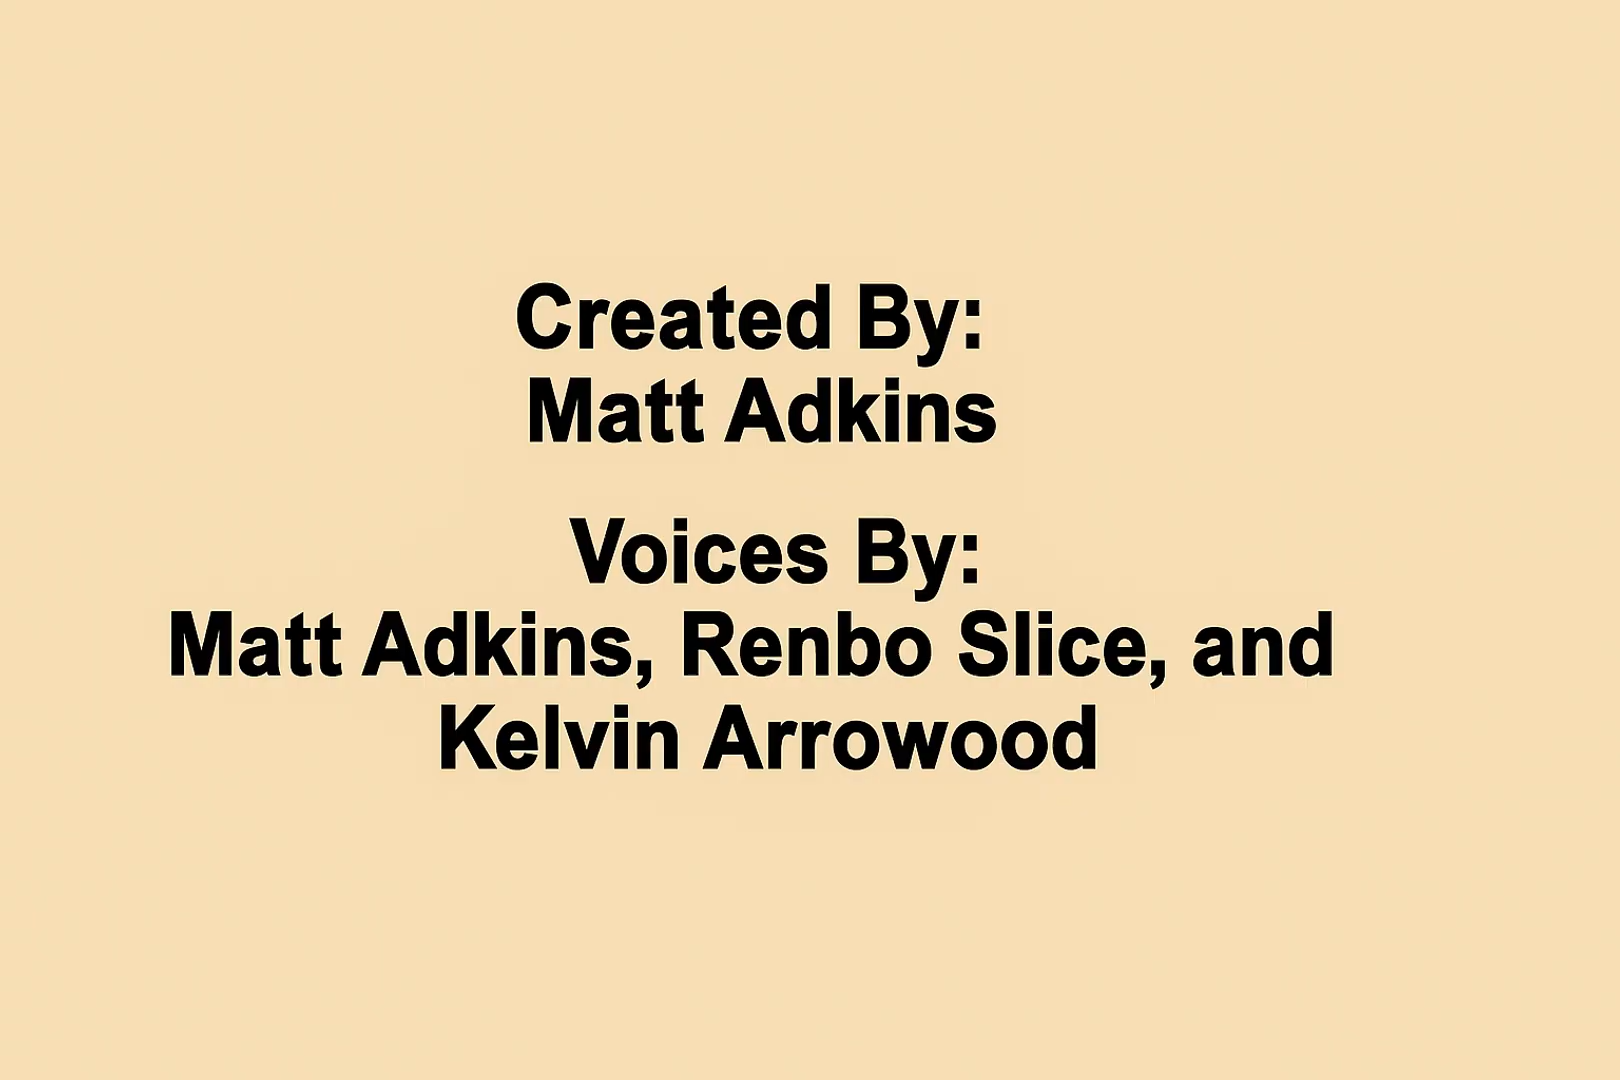 Created By:
Matt Adkins
Voices By:
Matt Adkins, Renbo Slice, and
Kelvin Arrowood